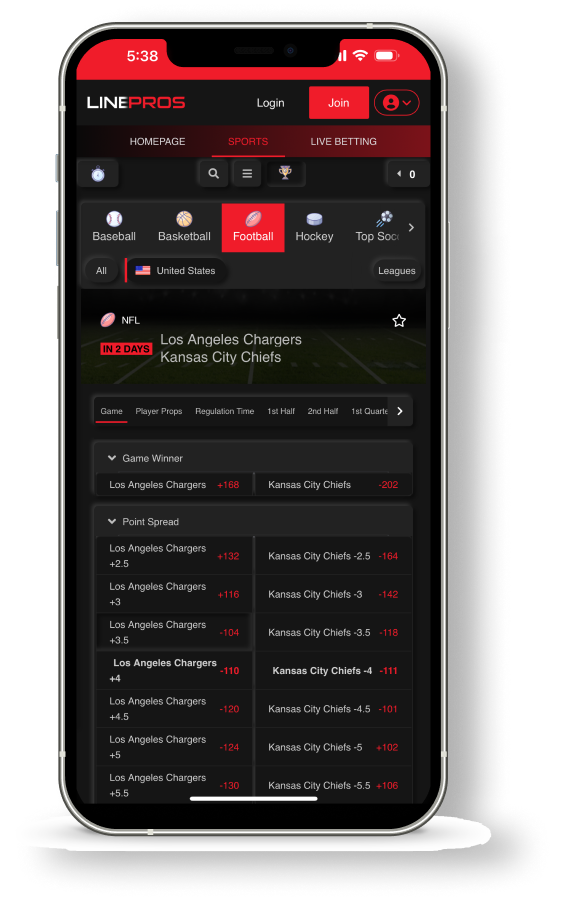 5:38
LINEPROS
Login
Join
HOMEPAGE
SPORTS
LIVE BETTING
0
Baseball
Basketball
Football
Hockey
Top Socc
All
United States
Leagues
NFL
IN 2 DAYS
Los Angeles Chargers
Kansas City Chiefs
Game
Player Props
Regulation Time
1st Half
2nd Half
1st Quarte
Game Winner
Los Angeles Chargers +168
Kansas City Chiefs -202
Point Spread
Los Angeles Chargers
+2.5
+132
Kansas City Chiefs -2.5 -164
Los Angeles Chargers
+3
+116
Kansas City Chiefs -3 -142
Los Angeles Chargers
+3.5
-104
Kansas City Chiefs -3.5 -118
Los Angeles Chargers
+4
-110
Kansas City Chiefs -4 -111
Los Angeles Chargers
+4.5
-120
Kansas City Chiefs -4.5 -101
Los Angeles Chargers
+5
-124
Kansas City Chiefs -5 +102
Los Angeles Chargers
+5.5
-130
Kansas City Chiefs -5.5 +106